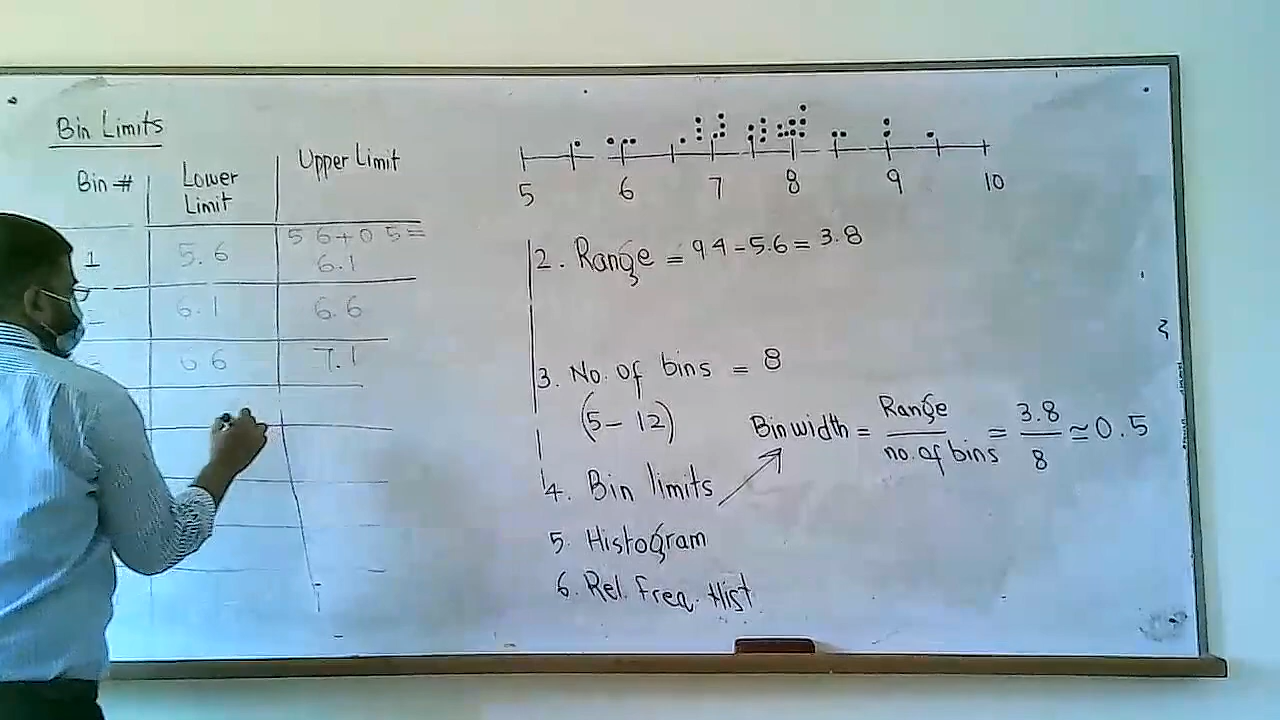 Bin Limits
Bin # Lower Limit Upper Limit
1 5.6 5 6+0 5= 6.1
6.1 6.6
6 6 7.1
5 6 7 8 9 10
2. Range = 9 4 - 5.6 = 3.8
3. No. of bins = 8
(5 - 12)
Bin width = Range / no. of bins = 3.8 / 8 ≃ 0.5
4. Bin limits
5. Histogram
6. Rel. Freq. Hist.